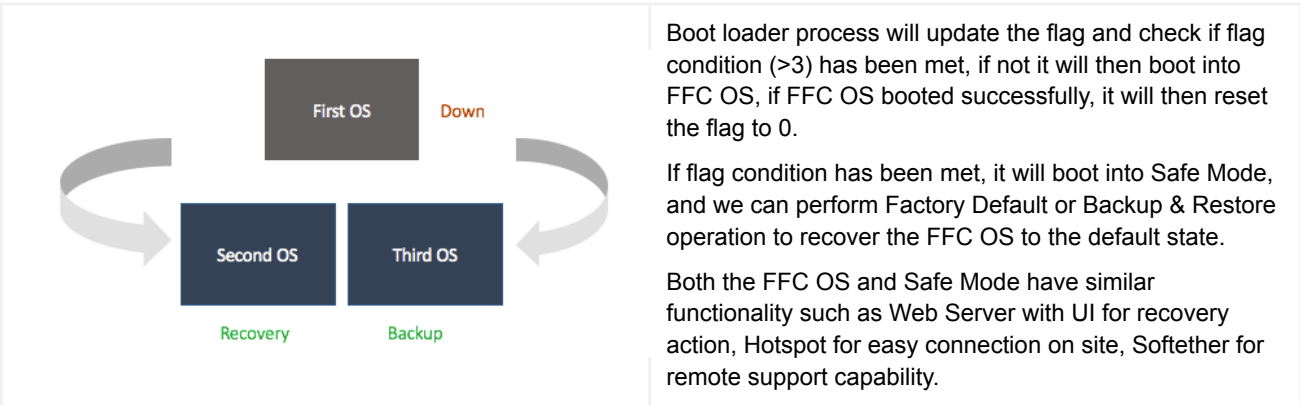 First OS
Down
Second OS
Third OS
Recovery
Backup
Boot loader process will update the flag and check if flag
condition (>3) has been met, if not it will then boot into
FFC OS, if FFC OS booted successfully, it will then reset
the flag to 0.
If flag condition has been met, it will boot into Safe Mode,
and we can perform Factory Default or Backup & Restore
operation to recover the FFC OS to the default state.
Both the FFC OS and Safe Mode have similar
functionality such as Web Server with UI for recovery
action, Hotspot for easy connection on site, Softether for
remote support capability.